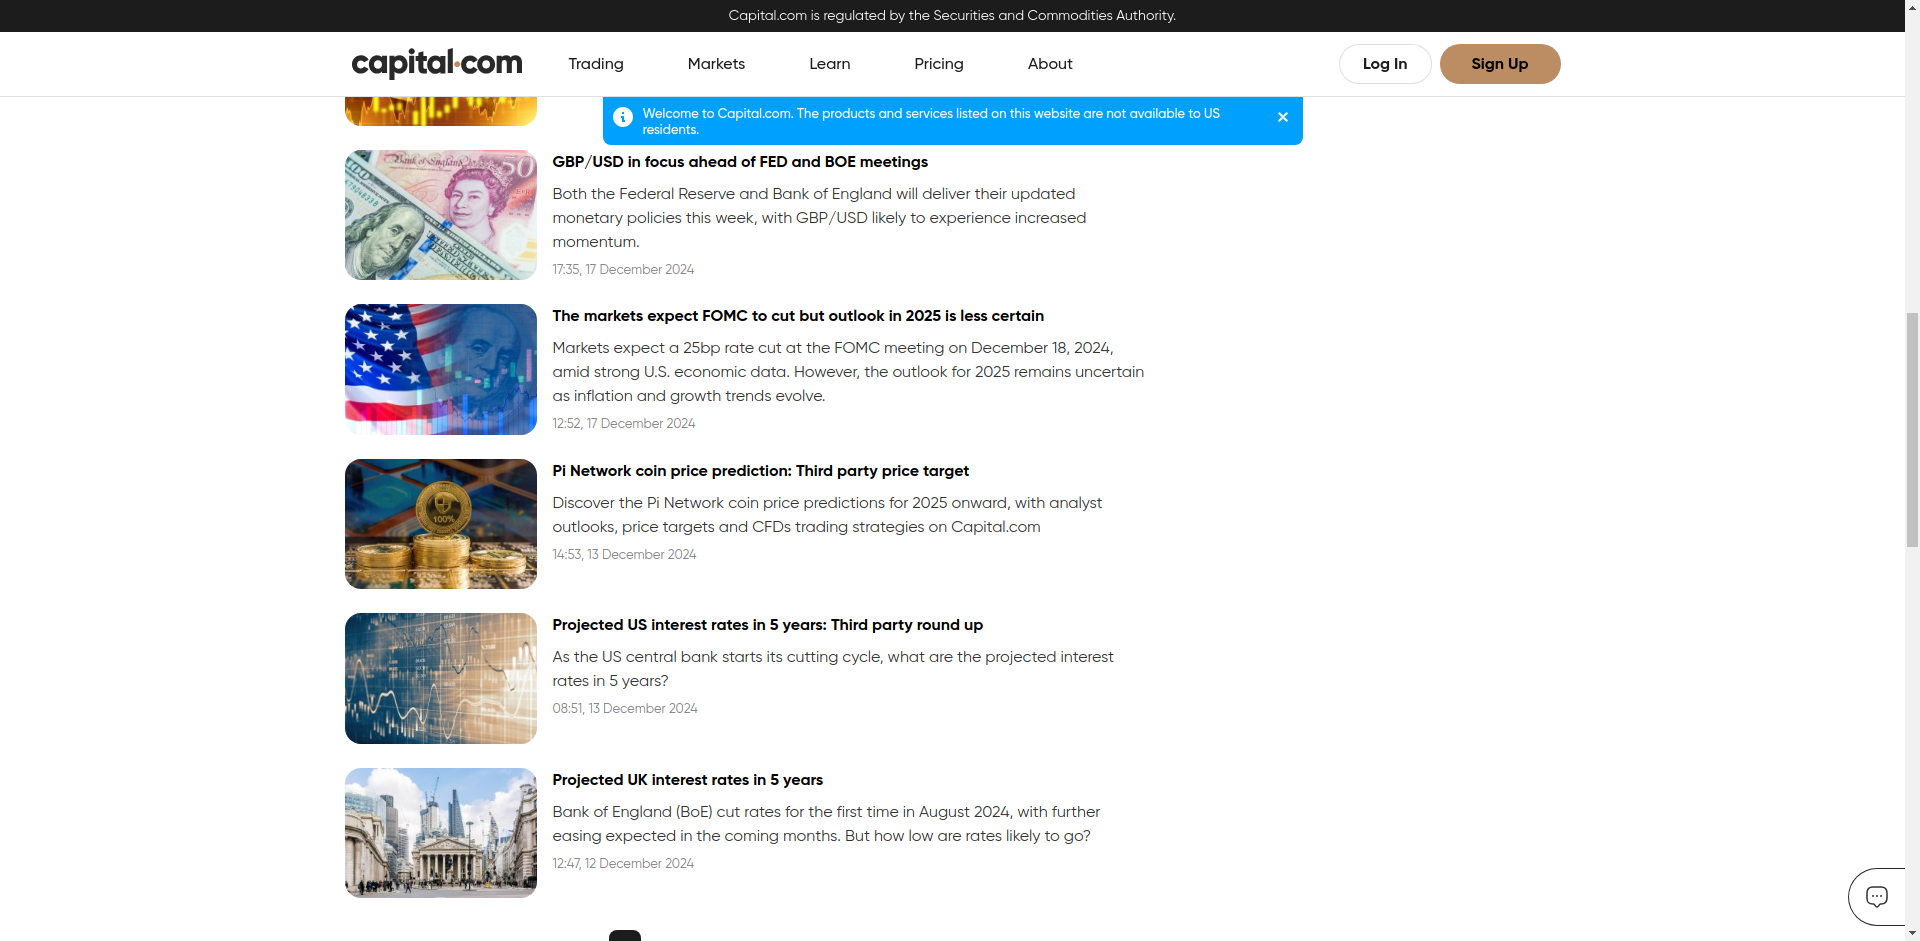 Capital.com is regulated by the Securities and Commodities Authority.
capital.com
Trading
Markets
Learn
Pricing
About
Log In
Sign Up
Welcome to Capital.com. The products and services listed on this website are not available to US
residents.
GBP/USD in focus ahead of FED and BOE meetings
Both the Federal Reserve and Bank of England will deliver their updated
monetary policies this week, with GBP/USD likely to experience increased
momentum.
17:35, 17 December 2024
The markets expect FOMC to cut but outlook in 2025 is less certain
Markets expect a 25bp rate cut at the FOMC meeting on December 18, 2024,
amid strong U.S. economic data. However, the outlook for 2025 remains uncertain
as inflation and growth trends evolve.
12:52, 17 December 2024
100%
Pi Network coin price prediction: Third party price target
Discover the Pi Network coin price predictions for 2025 onward, with analyst
outlooks, price targets and CFDs trading strategies on Capital.com
14:53, 13 December 2024
Projected US interest rates in 5 years: Third party round up
As the US central bank starts its cutting cycle, what are the projected interest
rates in 5 years?
08:51, 13 December 2024
Projected UK interest rates in 5 years
Bank of England (BoE) cut rates for the first time in August 2024, with further
easing expected in the coming months. But how low are rates likely to go?
12:47, 12 December 2024